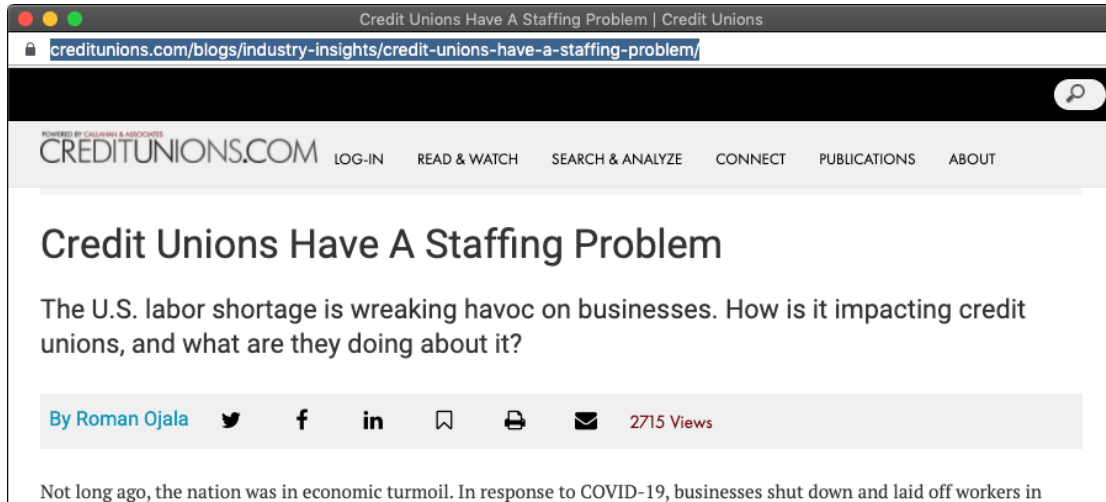 Credit Unions Have A Staffing Problem | Credit Unions
creditunions.com/blogs/industry-insights/credit-unions-have-a-staffing-problem/
POWERED BY CALLAHAN & ASSOCIATES
CREDITUNIONS.COM LOG-IN READ & WATCH SEARCH & ANALYZE CONNECT PUBLICATIONS ABOUT
Credit Unions Have A Staffing Problem
The U.S. labor shortage is wreaking havoc on businesses. How is it impacting credit
unions, and what are they doing about it?
By Roman Ojala 2715 Views
Not long ago, the nation was in economic turmoil. In response to COVID-19, businesses shut down and laid off workers in